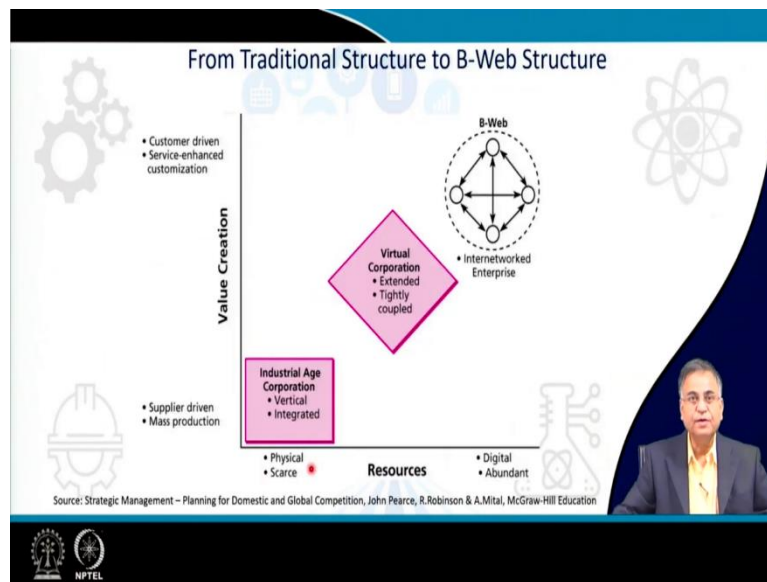 From Traditional Structure to B-Web Structure
• Customer driven
• Service-enhanced
customization
B-Web
• Internetworked
Enterprise
Virtual
Corporation
• Extended
• Tightly
coupled
Value Creation
Industrial Age
Corporation
• Vertical
• Integrated
• Supplier driven
• Mass production
• Physical
• Scarce
Resources
• Digital
• Abundant
Source: Strategic Management – Planning for Domestic and Global Competition, John Pearce, R.Robinson & A.Mital, McGraw-Hill Education
NPTEL